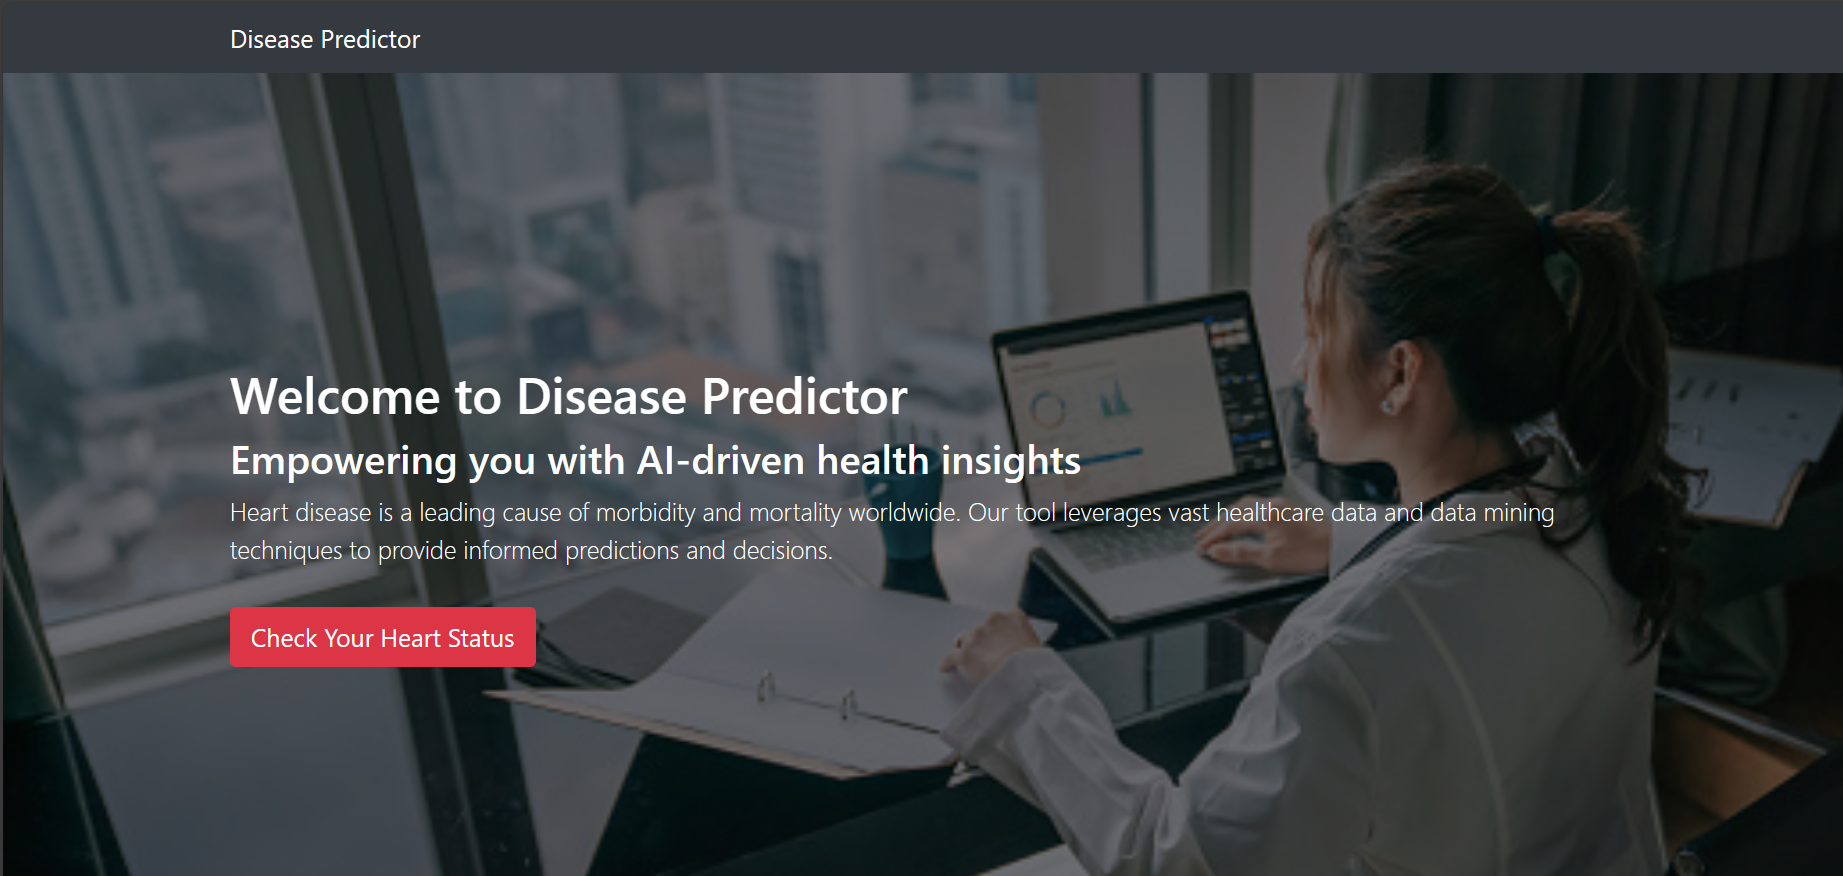 Disease Predictor
Welcome to Disease Predictor
Empowering you with AI-driven health insights
Heart disease is a leading cause of morbidity and mortality worldwide. Our tool leverages vast healthcare data and data mining
techniques to provide informed predictions and decisions.
Check Your Heart Status